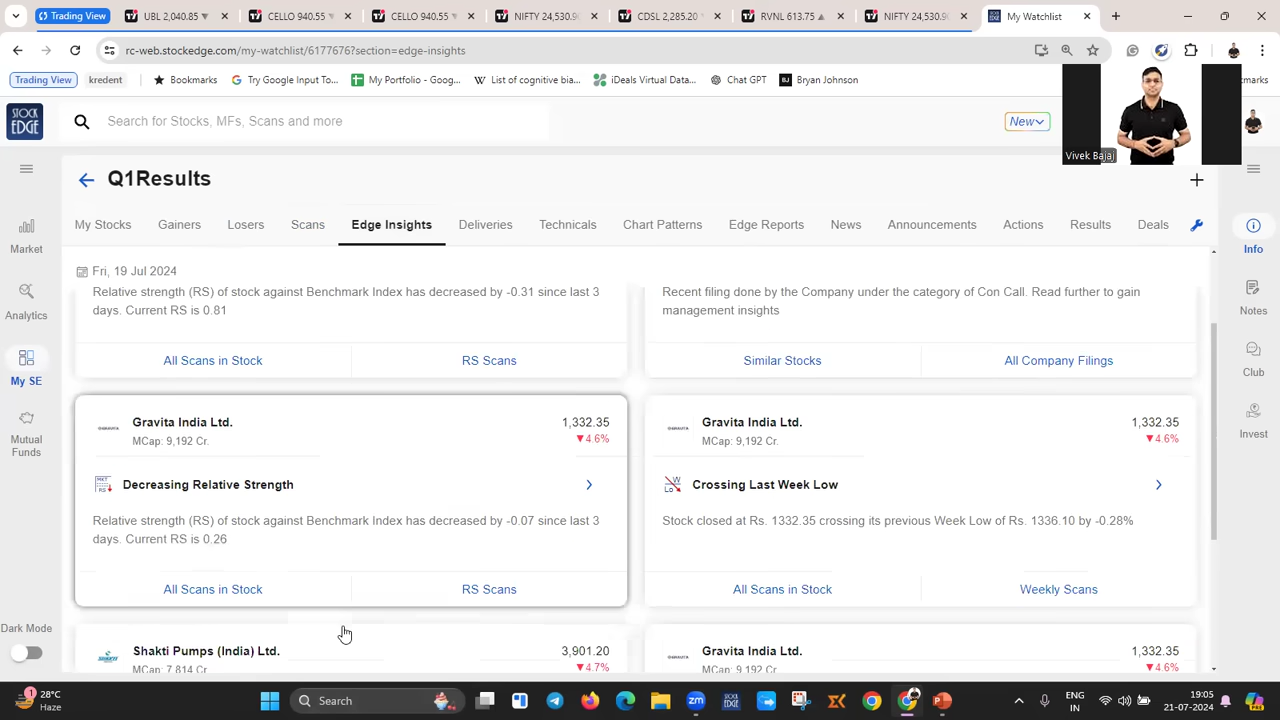 UBL 2,040.85 ▼
CELLO 940.55 ▼
CELLO 940.55 ▼
NIFTY 24,530.90
CDSL 2,285.20 ▼
RVNL 613.75 ▲
NIFTY 24,530.90
My Watchlist
rc-web.stockedge.com/my-watchlist/6177676?section=edge-insights
Trading View
kredent
Bookmarks
Try Google Input To...
My Portfolio - Goog...
List of cognitive bia...
iDeals Virtual Data...
Chat GPT
Bryan Johnson
STOCK EDGE
Search for Stocks, MFs, Scans and more
New
Vivek Bajaj
Q1Results
My Stocks
Gainers
Losers
Scans
Edge Insights
Deliveries
Technicals
Chart Patterns
Edge Reports
News
Announcements
Actions
Results
Deals
Market
Analytics
My SE
Mutual
Funds
Dark Mode
Info
Notes
Club
Invest
Fri, 19 Jul 2024
Relative strength (RS) of stock against Benchmark Index has decreased by -0.31 since last 3
days. Current RS is 0.81
All Scans in Stock
RS Scans
Recent filing done by the Company under the category of Con Call. Read further to gain
management insights
Similar Stocks
All Company Filings
Gravita India Ltd.
1,332.35
MCap: 9,192 Cr.
▼4.6%
Decreasing Relative Strength
Relative strength (RS) of stock against Benchmark Index has decreased by -0.07 since last 3
days. Current RS is 0.26
All Scans in Stock
RS Scans
Gravita India Ltd.
1,332.35
MCap: 9,192 Cr.
▼4.6%
Crossing Last Week Low
Stock closed at Rs. 1332.35 crossing its previous Week Low of Rs. 1336.10 by -0.28%
All Scans in Stock
Weekly Scans
Shakti Pumps (India) Ltd.
3,901.20
MCap: 7,814 Cr.
▼4.7%
Gravita India Ltd.
1,332.35
MCap: 9,192 Cr.
▼4.6%
28°C
Haze
Search
ENG
IN
19:05
21-07-2024